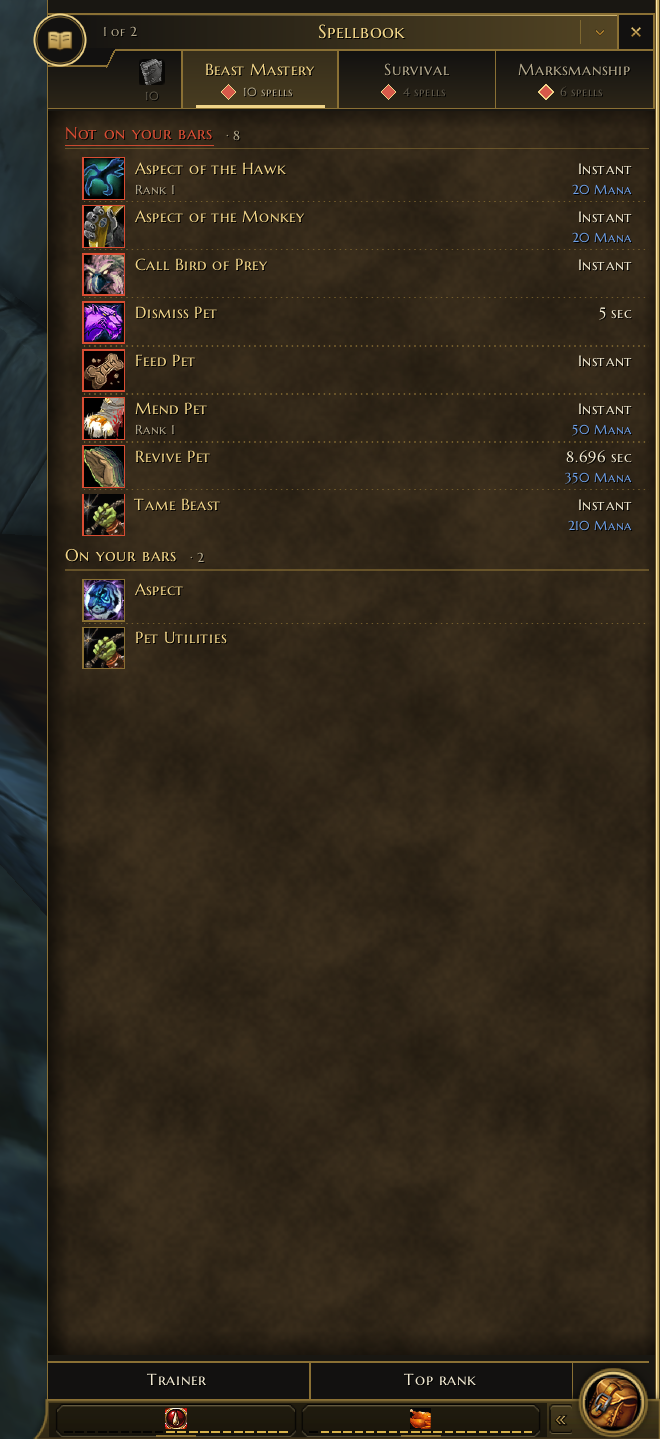 1 of 2
Spellbook
10
Beast Mastery
10 spells
Survival
4 spells
Marksmanship
6 spells
Not on your bars · 8
Aspect of the Hawk
Instant
Rank 1
20 Mana
Aspect of the Monkey
Instant
20 Mana
Call Bird of Prey
Instant
Dismiss Pet
5 sec
Feed Pet
Instant
Mend Pet
Instant
Rank 1
50 Mana
Revive Pet
8.696 sec
350 Mana
Tame Beast
Instant
210 Mana
On your bars · 2
Aspect
Pet Utilities
Trainer
Top rank
«